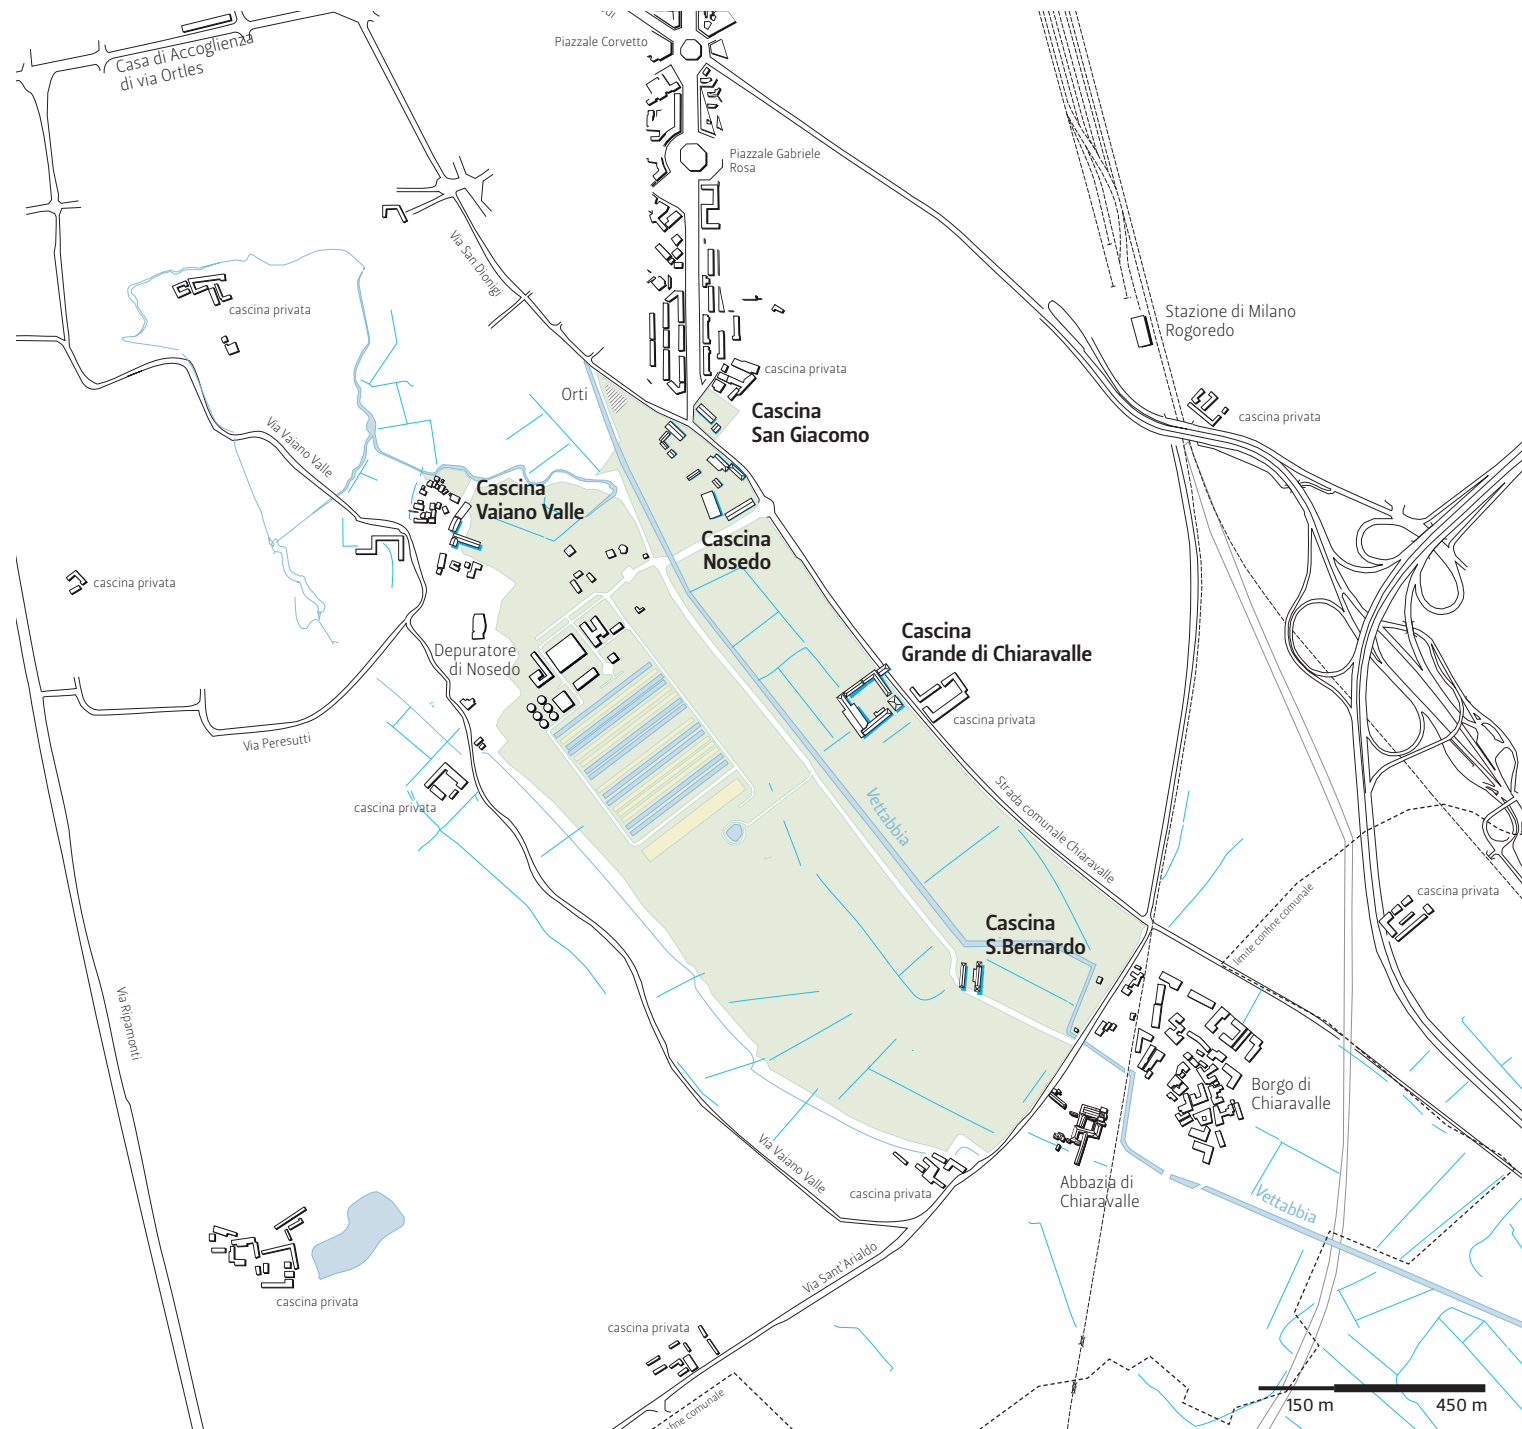 Piazzale Corvetto
Casa di Accoglienza
di via Ortles
Piazzale Gabriele
Rosa
Via San Dionigi
cascina privata
Stazione di Milano
Rogoredo
cascina privata
Orti
Cascina
San Giacomo
cascina privata
Via Vaiano Valle
Cascina
Vaiano Valle
Cascina
Nosedo
cascina privata
Cascina
Grande di Chiaravalle
Depuratore
di Nosedo
cascina privata
Via Peresutti
cascina privata
Vettabbia
Strada comunale Chiaravalle
cascina privata
limite confine comunale
Cascina
S.Bernardo
Via Ripamonti
Borgo di
Chiaravalle
Via Vaiano Valle
cascina privata
Abbazia di
Chiaravalle
Vettabbia
Via Sant'Arialdo
cascina privata
cascina privata
comunale
150 m
450 m